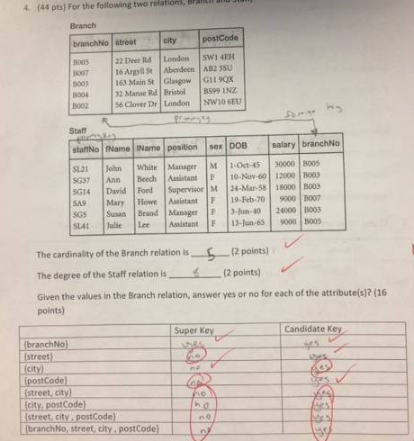 4. (44 pts) For the following two relations, Branch and Staff,
Branch
branchNo street city postCode
B005 22 Deer Rd London SW1 4EH
B007 16 Argyll St Aberdeen AB2 3SU
B003 163 Main St Glasgow G11 9QX
B004 32 Manse Rd Bristol BS99 1NZ
B002 56 Clover Dr London NW10 6EU
Staff
staffNo fName lName position sex DOB salary branchNo
SL21 John White Manager M 1-Oct-45 30000 B005
SG37 Ann Beech Assistant F 10-Nov-60 12000 B003
SG14 David Ford Supervisor M 24-Mar-58 18000 B003
SA9 Mary Howe Assistant F 19-Feb-70 9000 B007
SG5 Susan Brand Manager F 3-Jun-40 24000 B003
SL41 Julie Lee Assistant F 13-Jun-65 9000 B005
The cardinality of the Branch relation is 5 (2 points)
The degree of the Staff relation is 8 (2 points)
Given the values in the Branch relation, answer yes or no for each of the attribute(s)? (16
points)
Super Key Candidate Key
{branchNo} yes yes
{street} no yes
{city} no yes
{postCode} no yes
{street, city} no yes
{city, postCode} no yes
{street, city, postCode} no yes
{branchNo, street, city, postCode} no yes